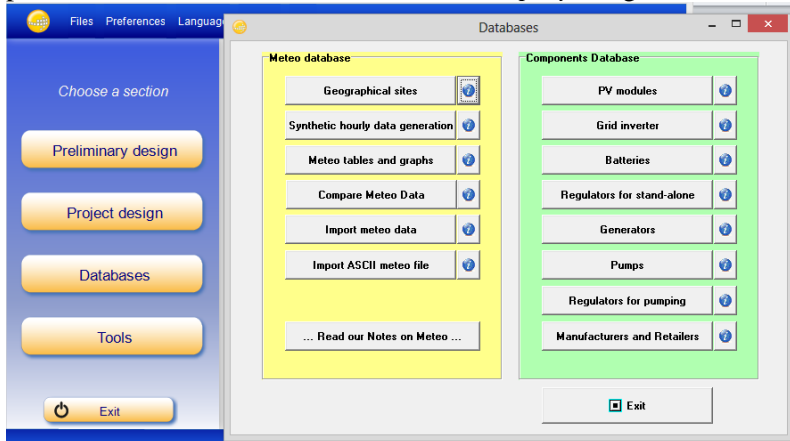 Files Preferences Languag
Databases
Choose a section
Preliminary design
Project design
Databases
Tools
Exit
Meteo database
Geographical sites
Synthetic hourly data generation
Meteo tables and graphs
Compare Meteo Data
Import meteo data
Import ASCII meteo file
... Read our Notes on Meteo ...
Components Database
PV modules
Grid inverter
Batteries
Regulators for stand-alone
Generators
Pumps
Regulators for pumping
Manufacturers and Retailers
Exit